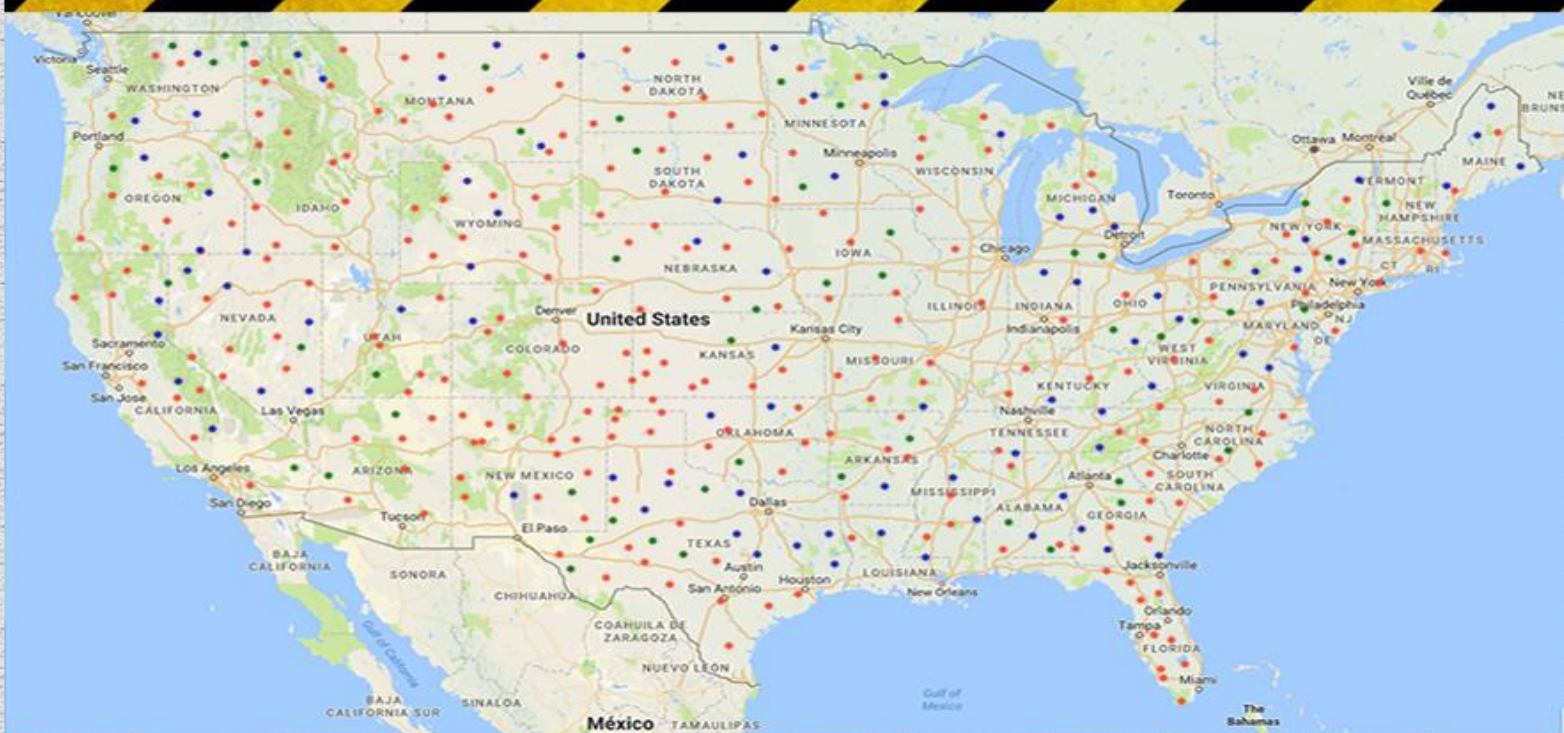 Vancouver
Victoria
Seattle
WASHINGTON
Portland
OREGON
IDAHO
MONTANA
WYOMING
NORTH
DAKOTA
SOUTH
DAKOTA
MINNESOTA
Minneapolis
WISCONSIN
MICHIGAN
Detroit
Toronto
Ottawa
Montreal
Ville de
Québec
NE
BRUNS
MAINE
VERMONT
NEW
HAMPSHIRE
NEW YORK
MASSACHUSETTS
CT
RI
NEBRASKA
IOWA
Chicago
ILLINOIS
INDIANA
Indianapolis
OHIO
PENNSYLVANIA
New York
Philadelphia
MARYLAND
NJ
DE
NEVADA
UTAH
Denver
COLORADO
United States
KANSAS
Kansas City
MISSOURI
WEST
VIRGINIA
KENTUCKY
VIRGINIA
Sacramento
San Francisco
San Jose
CALIFORNIA
Las Vegas
Los Angeles
San Diego
ARIZONA
Tucson
NEW MEXICO
El Paso
OKLAHOMA
ARKANSAS
Nashville
TENNESSEE
Charlotte
NORTH
CAROLINA
SOUTH
CAROLINA
Atlanta
MISSISSIPPI
ALABAMA
GEORGIA
Dallas
TEXAS
Austin
San Antonio
Houston
LOUISIANA
New Orleans
Jacksonville
Orlando
Tampa
FLORIDA
Miami
BAJA
CALIFORNIA
SONORA
CHIHUAHUA
COAHUILA DE
ZARAGOZA
NUEVO LEÓN
Gulf of California
BAJA
CALIFORNIA SUR
SINALOA
México
TAMAULIPAS
Gulf of
Mexico
The
Bahamas